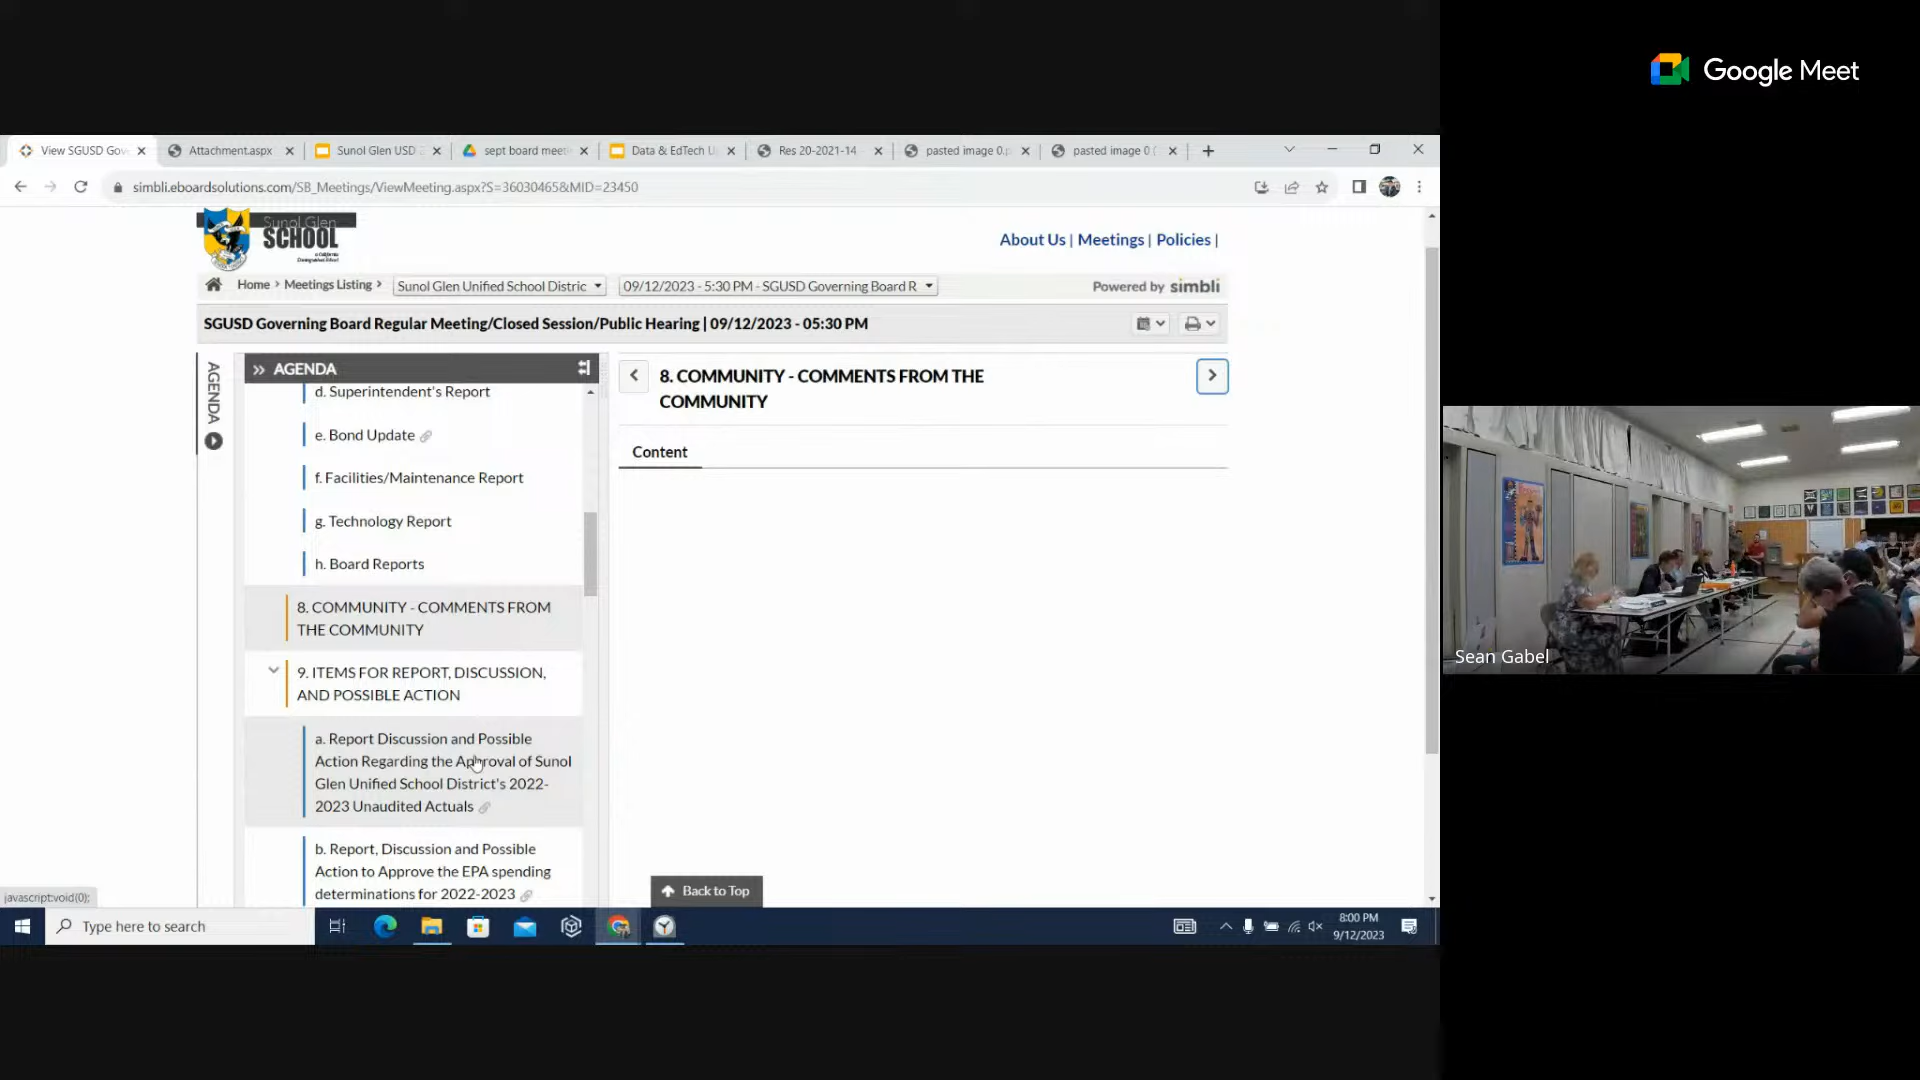 Google Meet
View SGUSD Gov
Attachment.aspx
Sunol Glen USD
sept board meet
Data & EdTech U
Res 20-2021-14
pasted image 0.p
pasted image 0 (
simbli.eboardsolutions.com/SB_Meetings/ViewMeeting.aspx?S=36030465&MID=23450
Sunol Glen
SCHOOL
About Us | Meetings | Policies |
Home > Meetings Listing >
Sunol Glen Unified School Distric
09/12/2023 - 5:30 PM - SGUSD Governing Board R
Powered by simbli
SGUSD Governing Board Regular Meeting/Closed Session/Public Hearing | 09/12/2023 - 05:30 PM
AGENDA
AGENDA
d. Superintendent's Report
e. Bond Update
f. Facilities/Maintenance Report
g. Technology Report
h. Board Reports
8. COMMUNITY - COMMENTS FROM
THE COMMUNITY
9. ITEMS FOR REPORT, DISCUSSION,
AND POSSIBLE ACTION
a. Report Discussion and Possible
Action Regarding the Approval of Sunol
Glen Unified School District's 2022-
2023 Unaudited Actuals
b. Report, Discussion and Possible
Action to Approve the EPA spending
determinations for 2022-2023
8. COMMUNITY - COMMENTS FROM THE
COMMUNITY
Content
Back to Top
javascript:void(0);
Type here to search
8:00 PM
9/12/2023
Sean Gabel